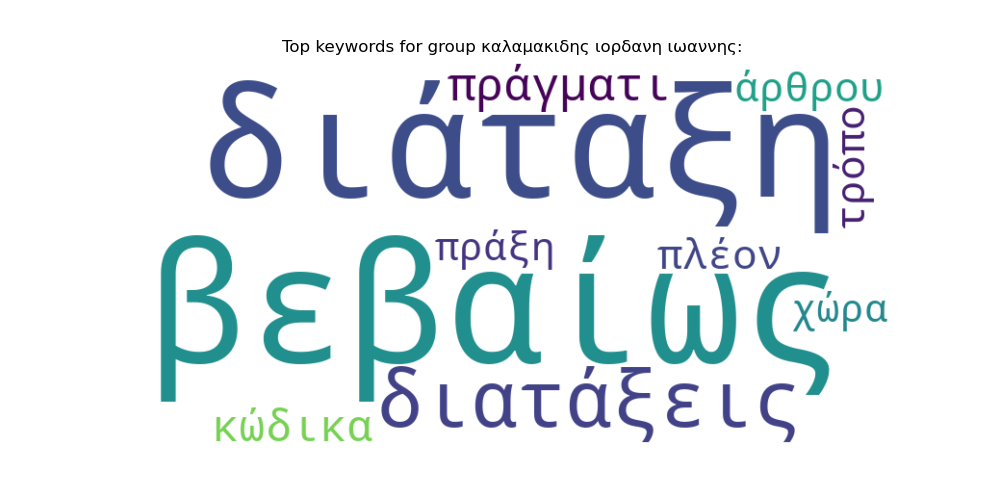 Top keywords for group καλαμακιδης ιορδανη ιωαννης:
πράγματι
άρθρου
διάταξη
τρόπο
πράξη
πλέον
βεβαίως
χώρα
διατάξεις
κώδικα